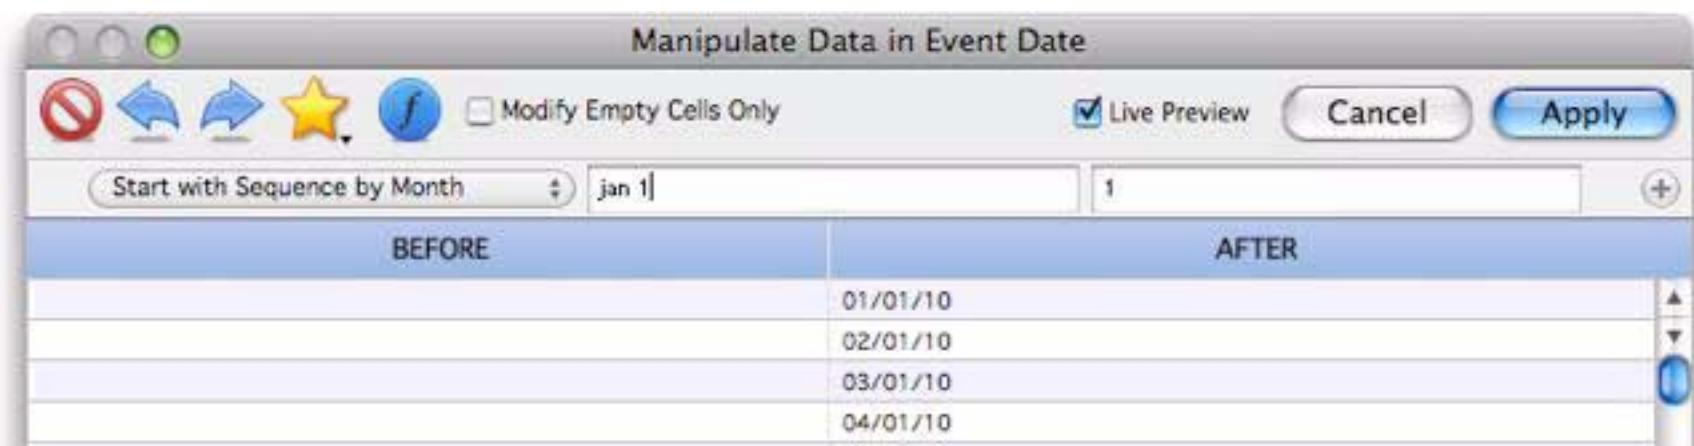 Manipulate Data in Event Date
f Modify Empty Cells Only Live Preview Cancel Apply
Start with Sequence by Month jan 1 1
BEFORE AFTER
01/01/10
02/01/10
03/01/10
04/01/10